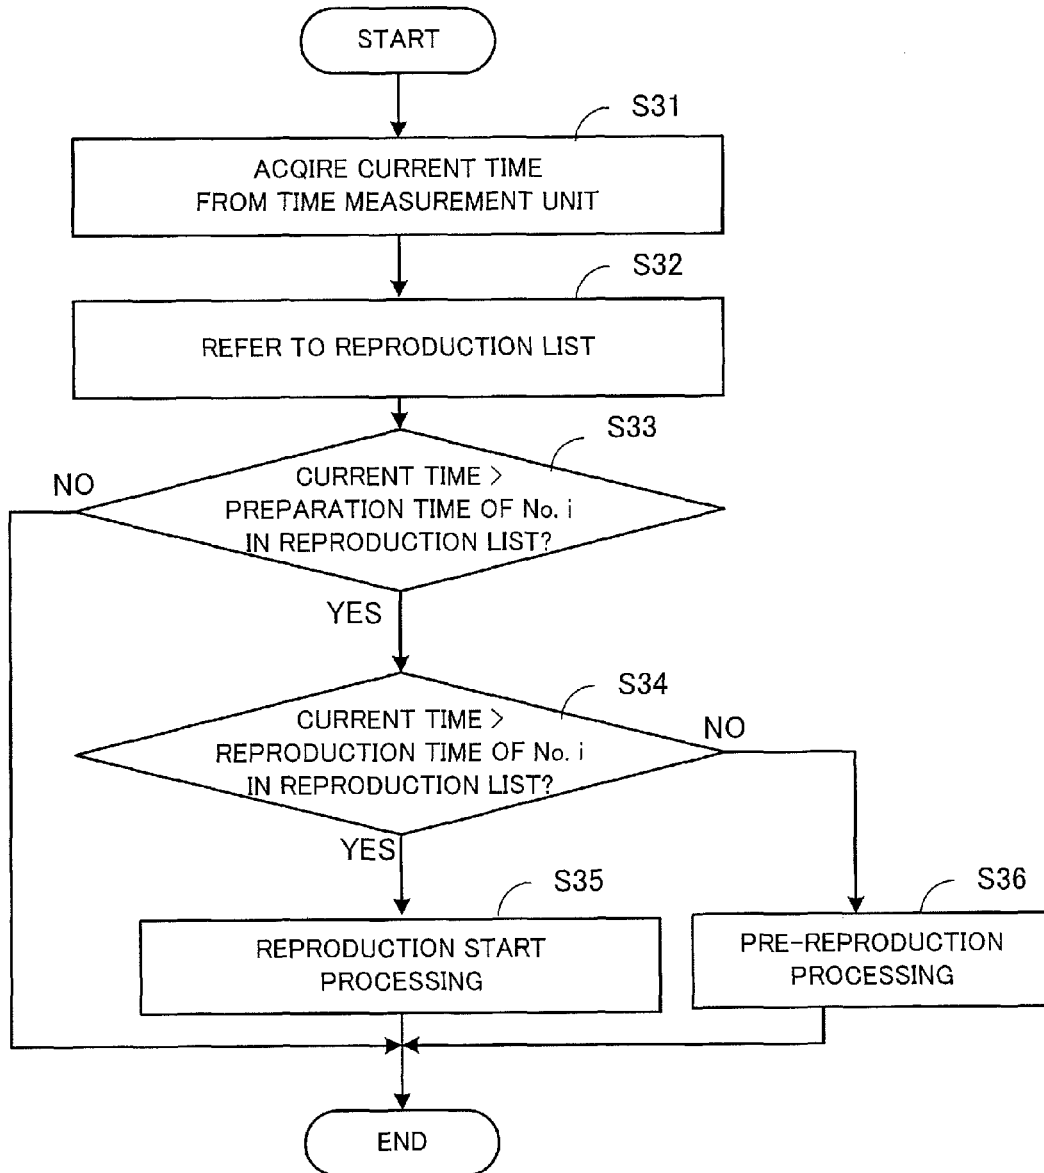 START
S31
ACQIRE CURRENT TIME
FROM TIME MEASUREMENT UNIT
S32
REFER TO REPRODUCTION LIST
S33
NO
CURRENT TIME >
PREPARATION TIME OF No. i
IN REPRODUCTION LIST?
YES
S34
CURRENT TIME >
REPRODUCTION TIME OF No. i
IN REPRODUCTION LIST?
NO
YES
S35
REPRODUCTION START
PROCESSING
S36
PRE-REPRODUCTION
PROCESSING
END